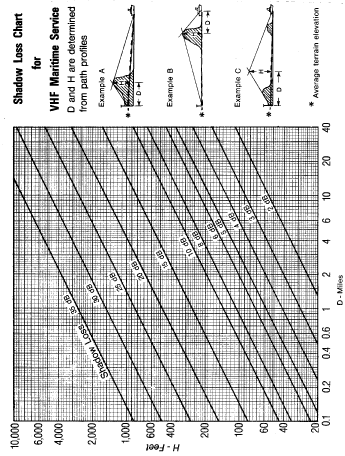 Shadow Loss Chart
for
VHF Maritime Service
D and H are determined
from path profiles
Example A
H
D
*
Example B
H
D
*
Example C
H
D
*
* Average terrain elevation
H - Feet
10,000
6,000
4,000
2,000
1,000
600
400
200
100
60
40
20
Shadow Loss
30 dB
25 dB
20 dB
15 dB
10 dB
8 dB
6 dB
5 dB
4 dB
3 dB
2 dB
0.1
0.2
0.4
0.6
1
2
4
6
10
20
40
D - Miles